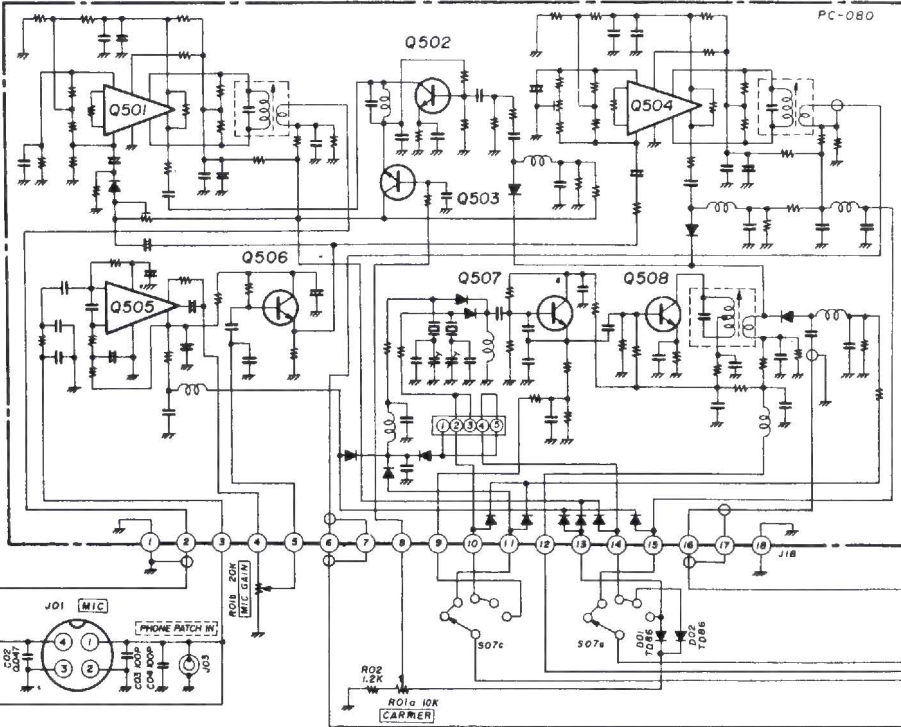 PC-080
Q502
Q501
Q504
Q503
Q506
Q507
Q508
Q505
1 2 3 4 5
1 2 3 4 5 6 7 8 9 10 11 12 13 14 15 16 17 18
J18
R01b 20K
MIC GAIN
J01 MIC
PHONE PATCH IN
4 1
3 2
C02
0.047
C03 100P
C04 100P
J03
S07c
S07a
D01
TD86
D02
TD86
R02
1.2K
R01a 10K
CARRIER